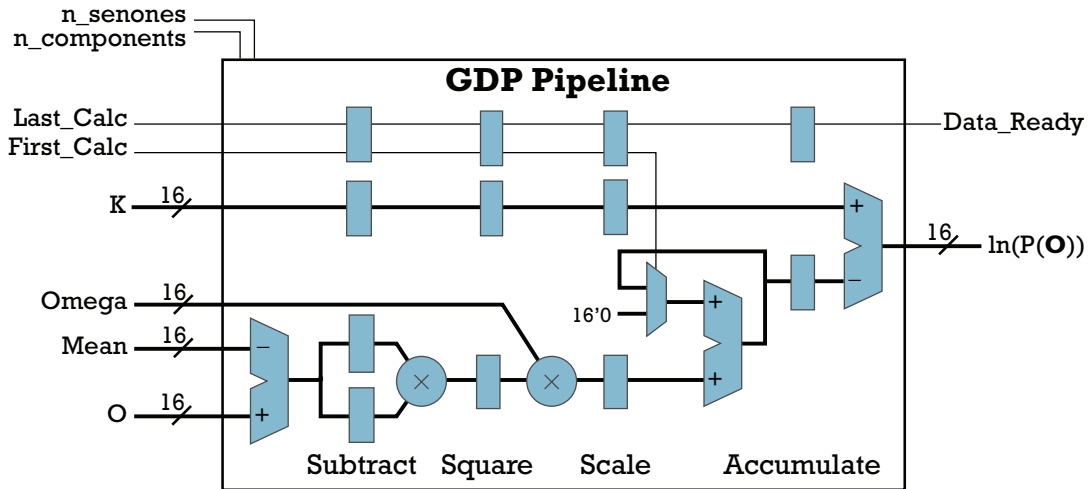 n_senones
n_components
GDP Pipeline
Last_Calc
Data_Ready
First_Calc
K
16
+
16
ln(P(O))
−
Omega
16
16'0
+
Mean
16
−
×
×
+
O
16
+
Subtract
Square
Scale
Accumulate